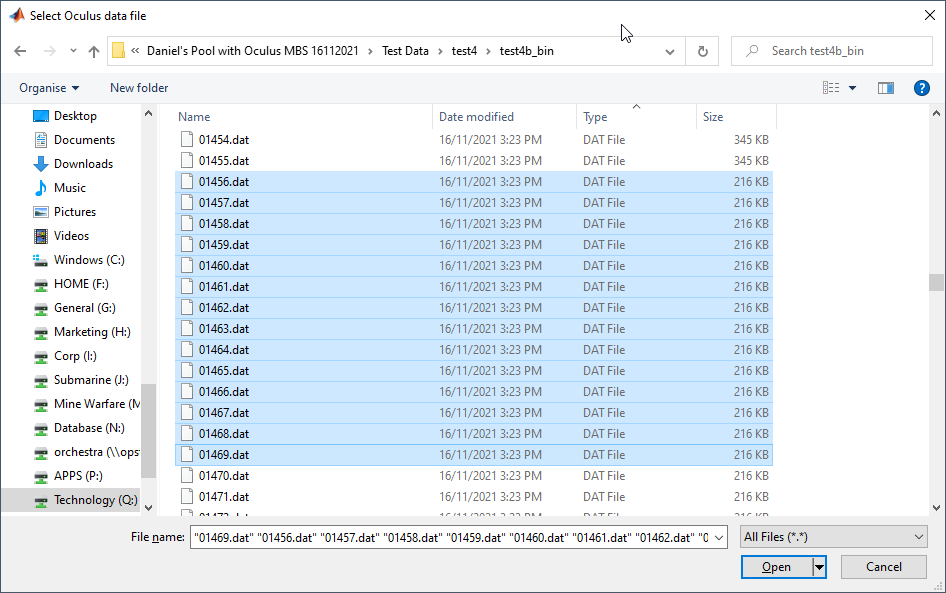 Select Oculus data file
« Daniel's Pool with Oculus MBS 16112021 › Test Data › test4 › test4b_bin
Search test4b_bin
Organise
New folder
Desktop
Documents
Downloads
Music
Pictures
Videos
Windows (C:)
HOME (F:)
General (G:)
Marketing (H:)
Corp (I:)
Submarine (J:)
Mine Warfare (M
Database (N:)
orchestra (\\ops
APPS (P:)
Technology (Q:)
Name Date modified Type Size
01454.dat 16/11/2021 3:23 PM DAT File 345 KB
01455.dat 16/11/2021 3:23 PM DAT File 345 KB
01456.dat 16/11/2021 3:23 PM DAT File 216 KB
01457.dat 16/11/2021 3:23 PM DAT File 216 KB
01458.dat 16/11/2021 3:23 PM DAT File 216 KB
01459.dat 16/11/2021 3:23 PM DAT File 216 KB
01460.dat 16/11/2021 3:23 PM DAT File 216 KB
01461.dat 16/11/2021 3:23 PM DAT File 216 KB
01462.dat 16/11/2021 3:23 PM DAT File 216 KB
01463.dat 16/11/2021 3:23 PM DAT File 216 KB
01464.dat 16/11/2021 3:23 PM DAT File 216 KB
01465.dat 16/11/2021 3:23 PM DAT File 216 KB
01466.dat 16/11/2021 3:23 PM DAT File 216 KB
01467.dat 16/11/2021 3:23 PM DAT File 216 KB
01468.dat 16/11/2021 3:23 PM DAT File 216 KB
01469.dat 16/11/2021 3:23 PM DAT File 216 KB
01470.dat 16/11/2021 3:23 PM DAT File 216 KB
01471.dat 16/11/2021 3:23 PM DAT File 216 KB
File name: "01469.dat" "01456.dat" "01457.dat" "01458.dat" "01459.dat" "01460.dat" "01461.dat" "01462.dat" "0
All Files (*.*)
Open
Cancel